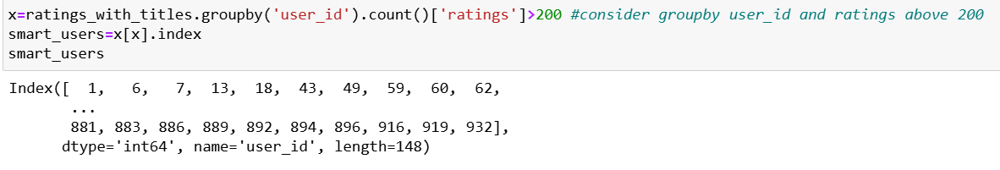 x=ratings_with_titles.groupby('user_id').count()['ratings']>200 #consider groupby user_id and ratings above 200
smart_users=x[x].index
smart_users
Index([  1,   6,   7,  13,  18,  43,  49,  59,  60,  62,
       ...
       881, 883, 886, 889, 892, 894, 896, 916, 919, 932],
      dtype='int64', name='user_id', length=148)